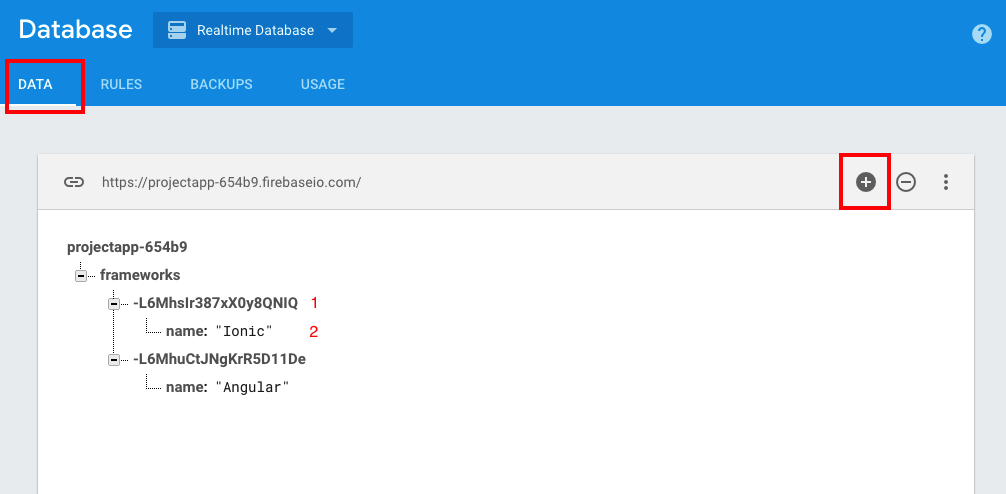 Database Realtime Database
DATA RULES BACKUPS USAGE
https://projectapp-654b9.firebaseio.com/
projectapp-654b9
frameworks
-L6MhsIr387xX0y8QNIQ 1
name: "Ionic" 2
-L6MhuCtJNgKrR5D11De
name: "Angular"